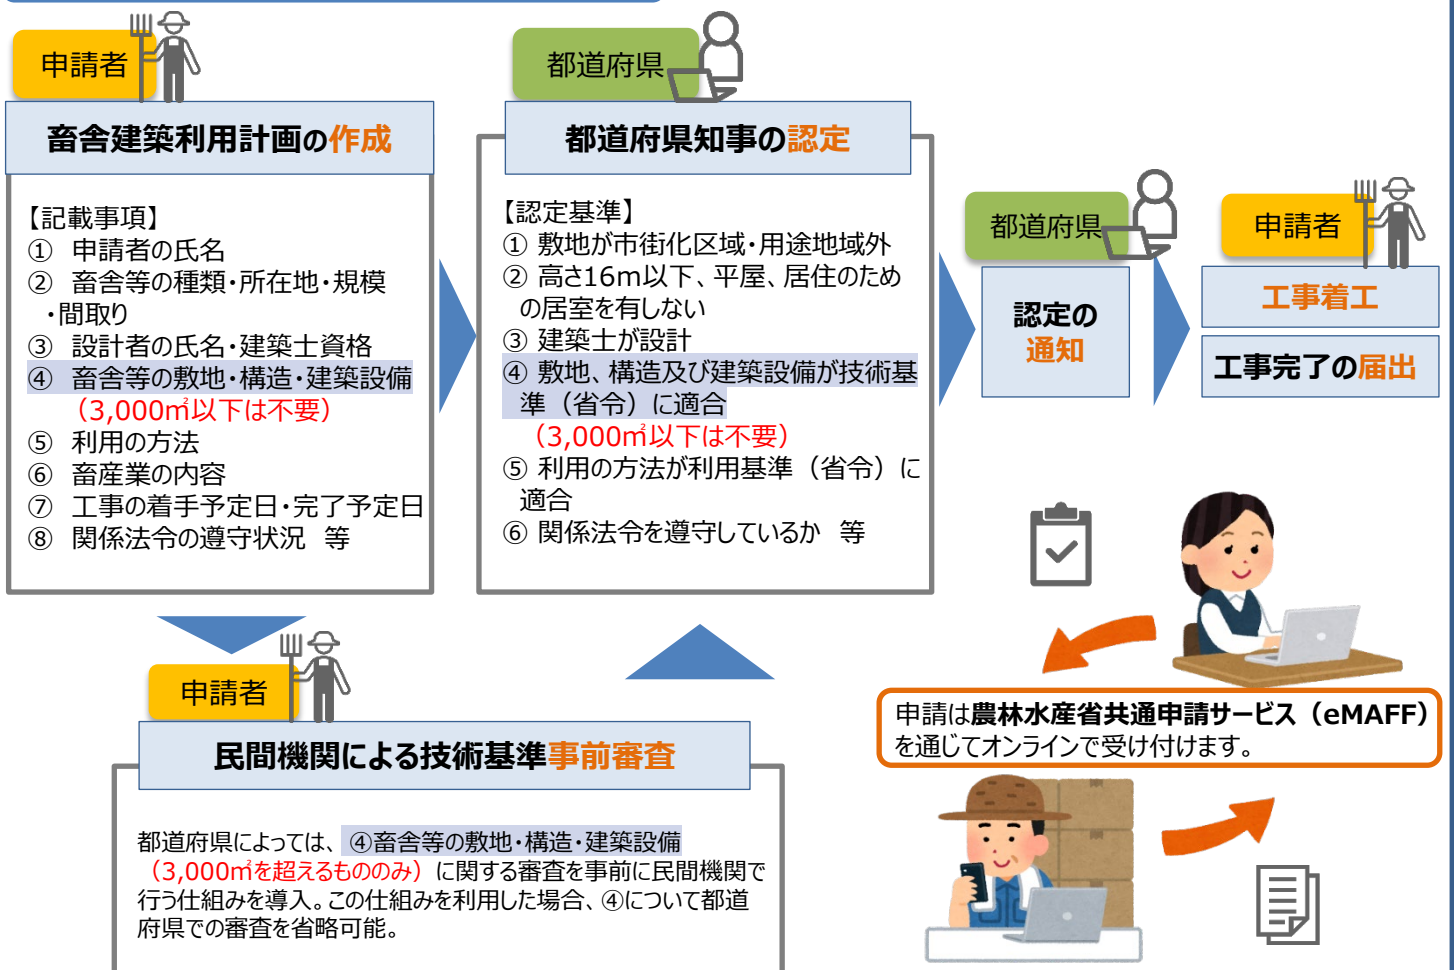 申請者
畜舎建築利用計画の作成
【記載事項】
① 申請者の氏名
② 畜舎等の種類・所在地・規模
・間取り
③ 設計者の氏名・建築士資格
④ 畜舎等の敷地・構造・建築設備
（3,000㎡以下は不要）
⑤ 利用の方法
⑥ 畜産業の内容
⑦ 工事の着手予定日・完了予定日
⑧ 関係法令の遵守状況 等
都道府県
都道府県知事の認定
【認定基準】
① 敷地が市街化区域・用途地域外
② 高さ16m以下、平屋、居住のため
の居室を有しない
③ 建築士が設計
④ 敷地、構造及び建築設備が技術基
準（省令）に適合
（3,000㎡以下は不要）
⑤ 利用の方法が利用基準（省令）に
適合
⑥ 関係法令を遵守しているか 等
都道府県
認定の
通知
申請者
工事着工
工事完了の届出
申請者
民間機関による技術基準事前審査
都道府県によっては、④畜舎等の敷地・構造・建築設備
（3,000㎡を超えるもののみ）に関する審査を事前に民間機関で
行う仕組みを導入。この仕組みを利用した場合、④について都道
府県での審査を省略可能。
申請は農林水産省共通申請サービス（eMAFF）
を通じてオンラインで受け付けます。